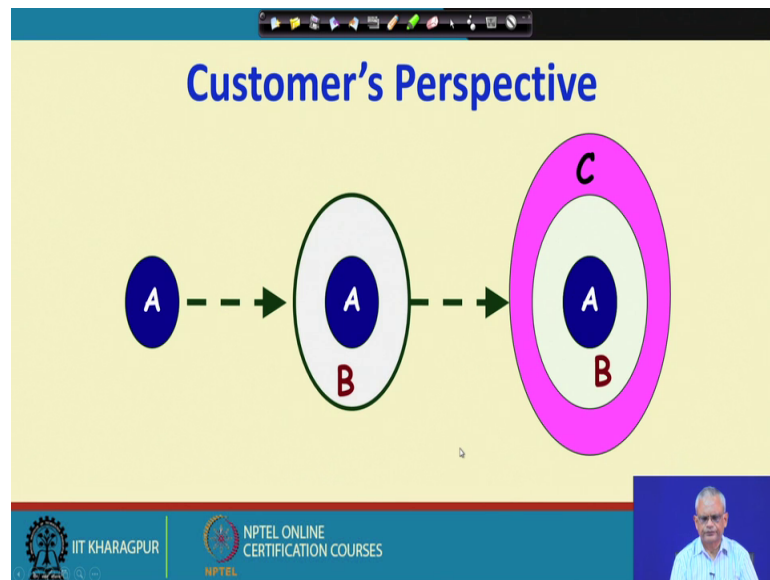 Customer's Perspective
A
A
B
C
A
B
IIT KHARAGPUR
NPTEL
NPTEL ONLINE
CERTIFICATION COURSES